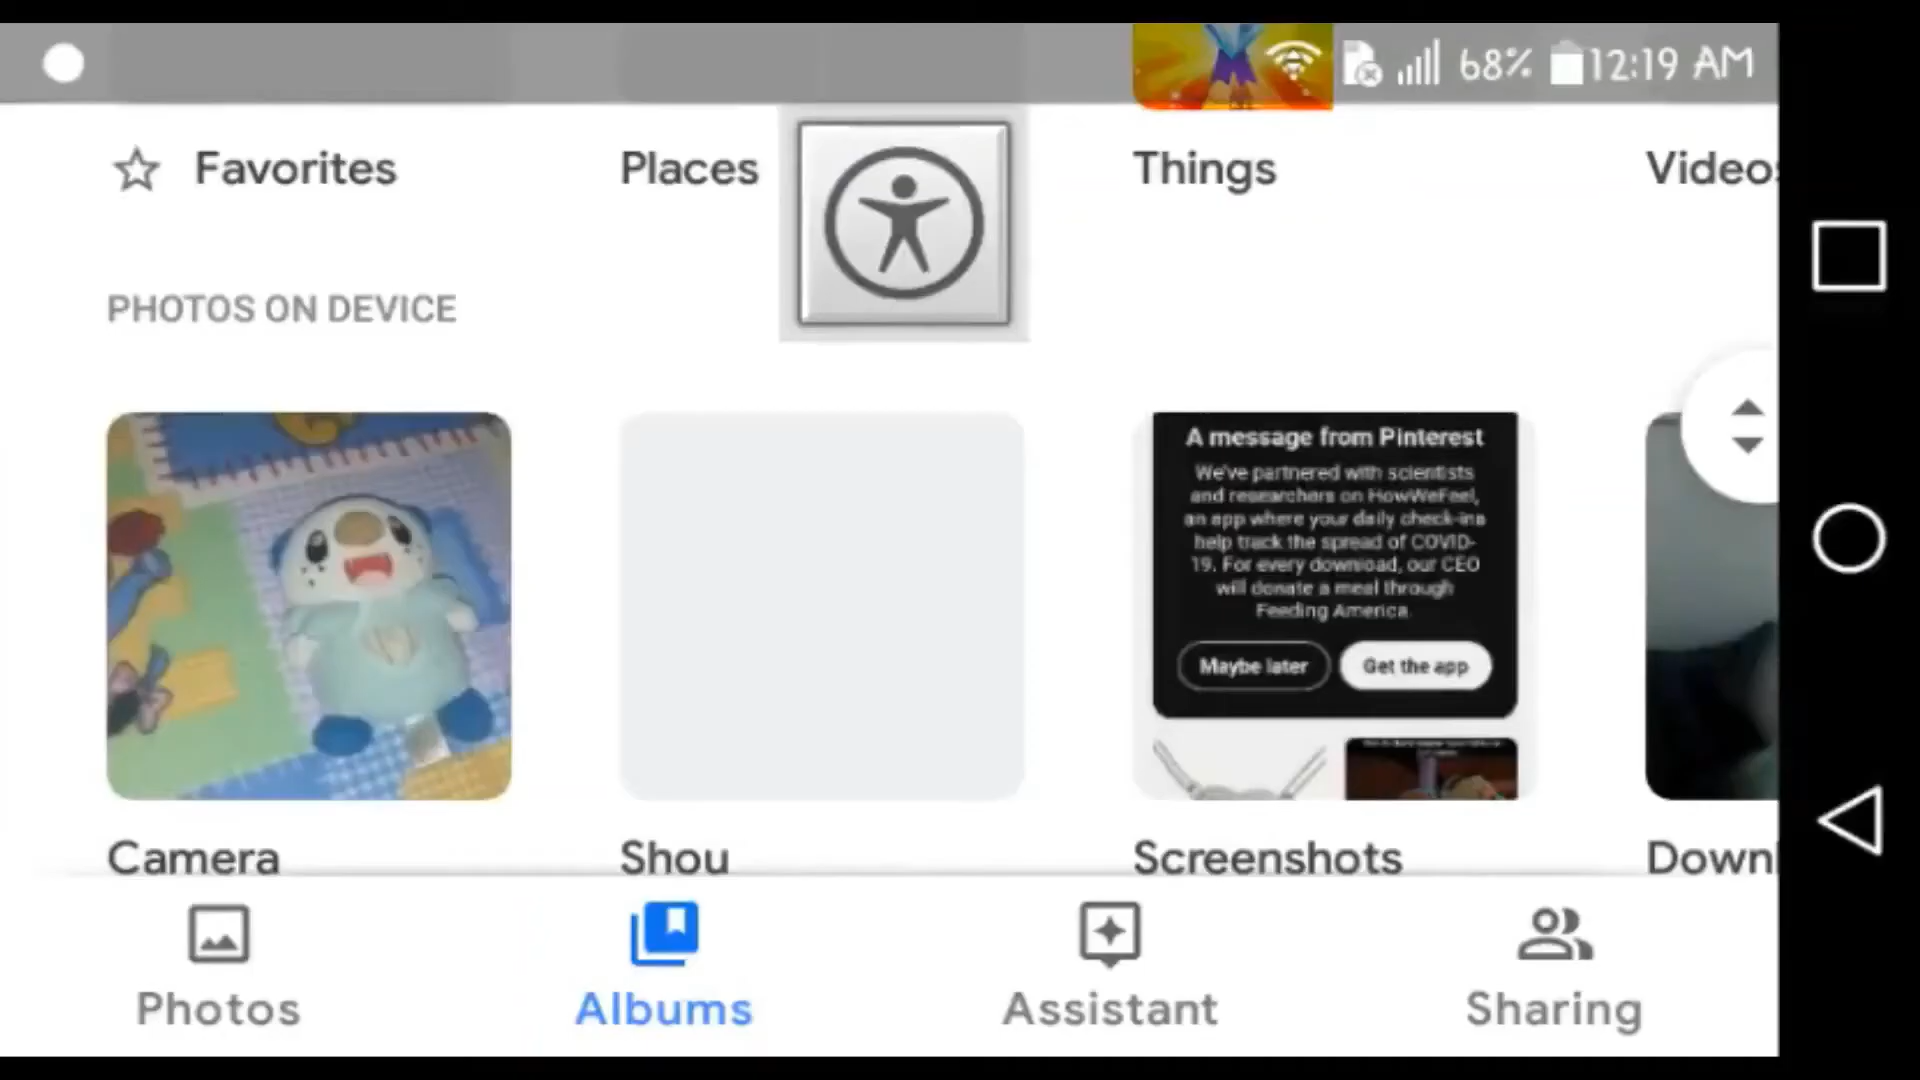 68% 12:19 AM
Favorites
Places
Things
Videos
PHOTOS ON DEVICE
A message from Pinterest
We've partnered with scientists
and researchers on HowWeFeel,
an app where your daily check-ins
help track the spread of COVID-
19. For every download, our CEO
will donate a meal through
Feeding America.
Maybe later
Get the app
Camera
Shou
Screenshots
Downl
Photos
Albums
Assistant
Sharing